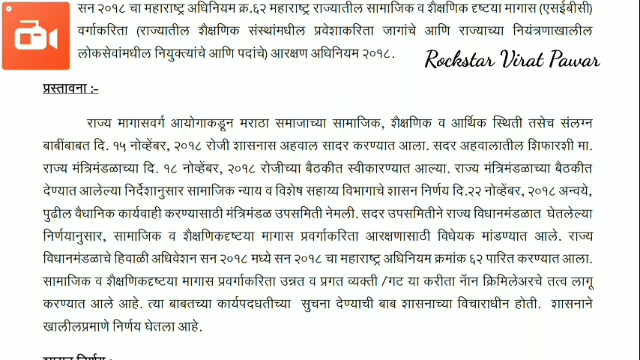 सन २०१८ चा महाराष्ट्र अधिनियम क्र.६२ महाराष्ट्र राज्यातील सामाजिक व शैक्षणिक दृष्टया मागास (एसईबीसी)
वर्गाकरिता (राज्यातील शैक्षणिक संस्थांमधील प्रवेशाकरिता जागांचे आणि राज्याच्या नियंत्रणाखालील
लोकसेवांमधील नियुक्त्यांचे आणि पदांचे) आरक्षण अधिनियम २०१८.
Rockstar Virat Pawar
प्रस्तावना :-
राज्य मागासवर्ग आयोगाकडून मराठा समाजाच्या सामाजिक, शैक्षणिक व आर्थिक स्थिती तसेच संलग्न
बाबींबाबत दि. १५ नोव्हेंबर, २०१८ रोजी शासनास अहवाल सादर करण्यात आला. सदर अहवालातील शिफारशी मा.
राज्य मंत्रिमंडळाच्या दि. १८ नोव्हेंबर, २०१८ रोजीच्या बैठकीत स्वीकारण्यात आल्या. राज्य मंत्रिमंडळाच्या बैठकीत
देण्यात आलेल्या निर्देशानुसार सामाजिक न्याय व विशेष सहाय्य विभागाचे शासन निर्णय दि.२२ नोव्हेंबर, २०१८ अन्वये,
पुढील वैधानिक कार्यवाही करण्यासाठी मंत्रिमंडळ उपसमिती नेमली. सदर उपसमितीने राज्य विधानमंडळात घेतलेल्या
निर्णयानुसार, सामाजिक व शैक्षणिकदृष्टया मागास प्रवर्गाकरिता आरक्षणासाठी विधेयक मांडण्यात आले. राज्य
विधानमंडळाचे हिवाळी अधिवेशन सन २०१८ मध्ये सन २०१८ चा महाराष्ट्र अधिनियम क्रमांक ६२ पारित करण्यात आला.
सामाजिक व शैक्षणिकदृष्टया मागास प्रवर्गाकरिता उन्नत व प्रगत व्यक्ती /गट या करीता नॅान क्रिमिलेअरचे तत्व लागू
करण्यात आले आहे. त्या बाबतच्या कार्यपदधतीच्या सुचना देण्याची बाब शासनाच्या विचाराधीन होती. शासनाने
खालीलप्रमाणे निर्णय घेतला आहे.